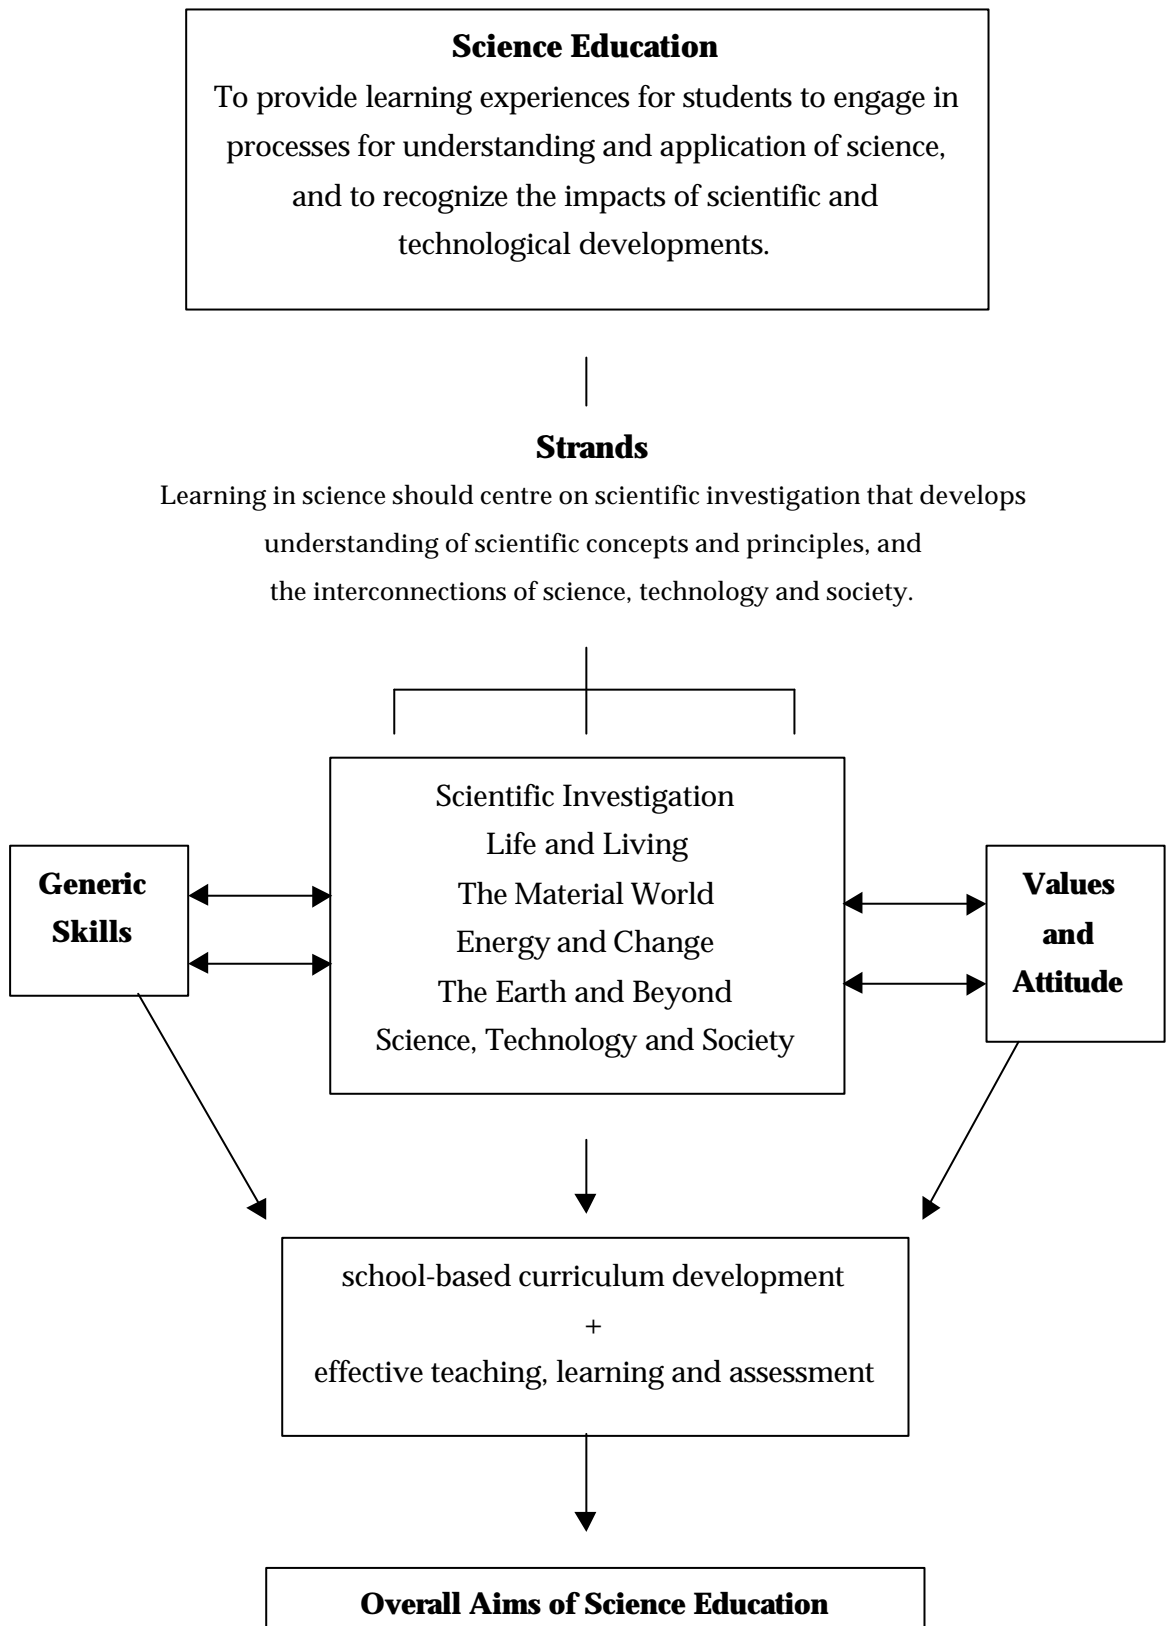 Science Education
To provide learning experiences for students to engage in
processes for understanding and application of science,
and to recognize the impacts of scientific and
technological developments.
Strands
Learning in science should centre on scientific investigation that develops
understanding of scientific concepts and principles, and
the interconnections of science, technology and society.
Scientific Investigation
Life and Living
The Material World
Energy and Change
The Earth and Beyond
Science, Technology and Society
Generic
Skills
Values
and
Attitude
school-based curriculum development
+
effective teaching, learning and assessment
Overall Aims of Science Education